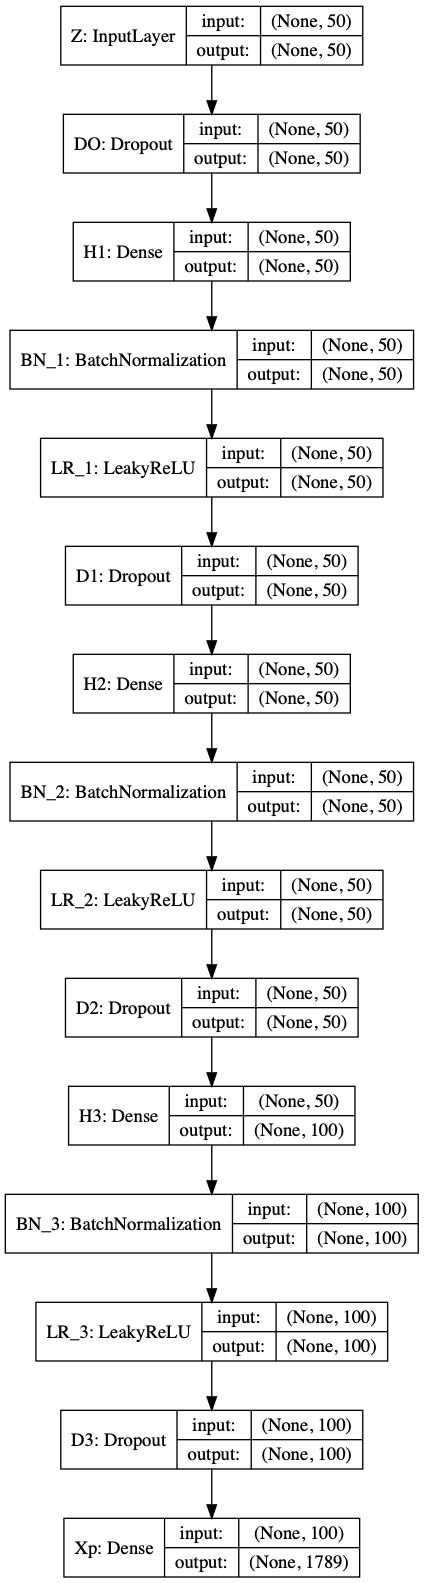 Z: InputLayer
input: (None, 50)
output: (None, 50)
DO: Dropout
input: (None, 50)
output: (None, 50)
H1: Dense
input: (None, 50)
output: (None, 50)
BN_1: BatchNormalization
input: (None, 50)
output: (None, 50)
LR_1: LeakyReLU
input: (None, 50)
output: (None, 50)
D1: Dropout
input: (None, 50)
output: (None, 50)
H2: Dense
input: (None, 50)
output: (None, 50)
BN_2: BatchNormalization
input: (None, 50)
output: (None, 50)
LR_2: LeakyReLU
input: (None, 50)
output: (None, 50)
D2: Dropout
input: (None, 50)
output: (None, 50)
H3: Dense
input: (None, 50)
output: (None, 100)
BN_3: BatchNormalization
input: (None, 100)
output: (None, 100)
LR_3: LeakyReLU
input: (None, 100)
output: (None, 100)
D3: Dropout
input: (None, 100)
output: (None, 100)
Xp: Dense
input: (None, 100)
output: (None, 1789)